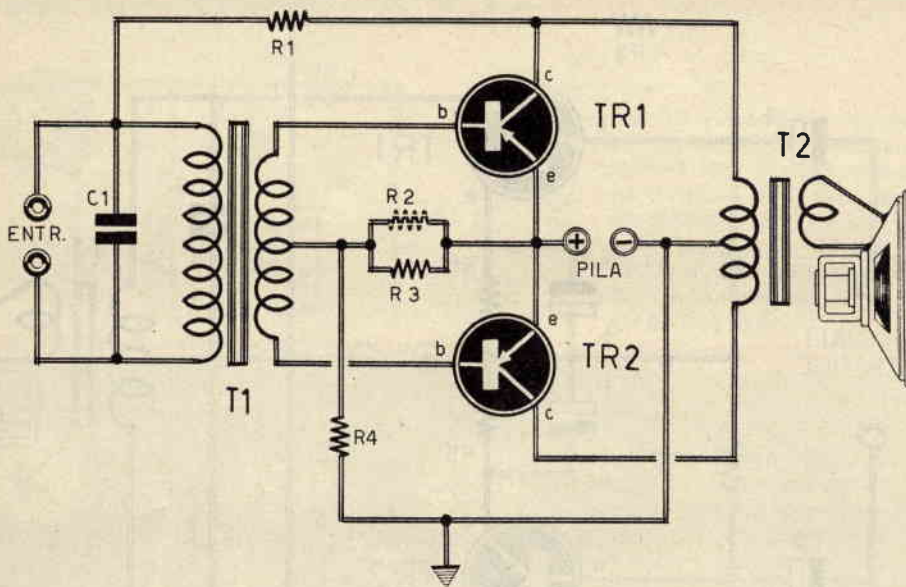 R1
c
b
TR1
e
T2
C1
R2
ENTR.
+
−
PILA
R3
e
b
TR2
c
T1
R4